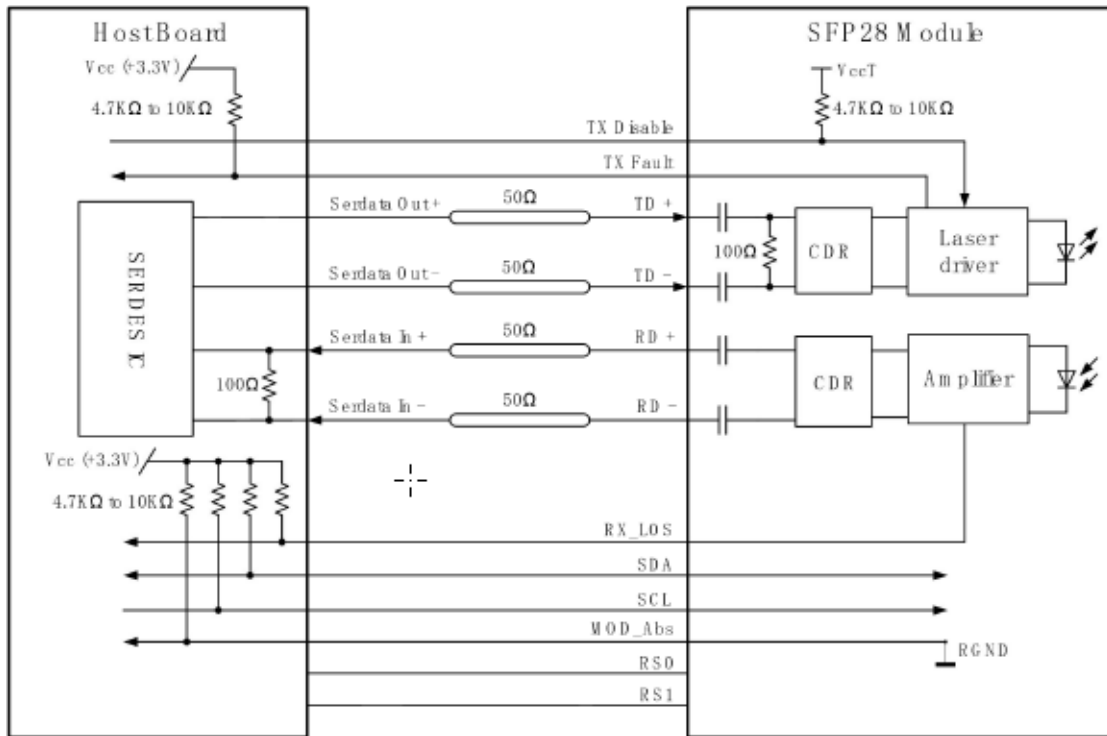 HostBoard
SFP28 Module
Vcc (+3.3V)
VccT
4.7KΩ to 10KΩ
4.7KΩ to 10KΩ
TX Disable
TX Fault
Serdata Out+
50Ω
TD +
SERDES IC
100Ω
CDR
Laser
driver
Serdata Out-
50Ω
TD -
Serdata In +
50Ω
RD +
100Ω
CDR
Amplifier
Serdata In -
50Ω
RD -
Vcc (+3.3V)
4.7KΩ to 10KΩ
RX_LOS
SDA
SCL
MOD_Abs
RGND
RS0
RS1